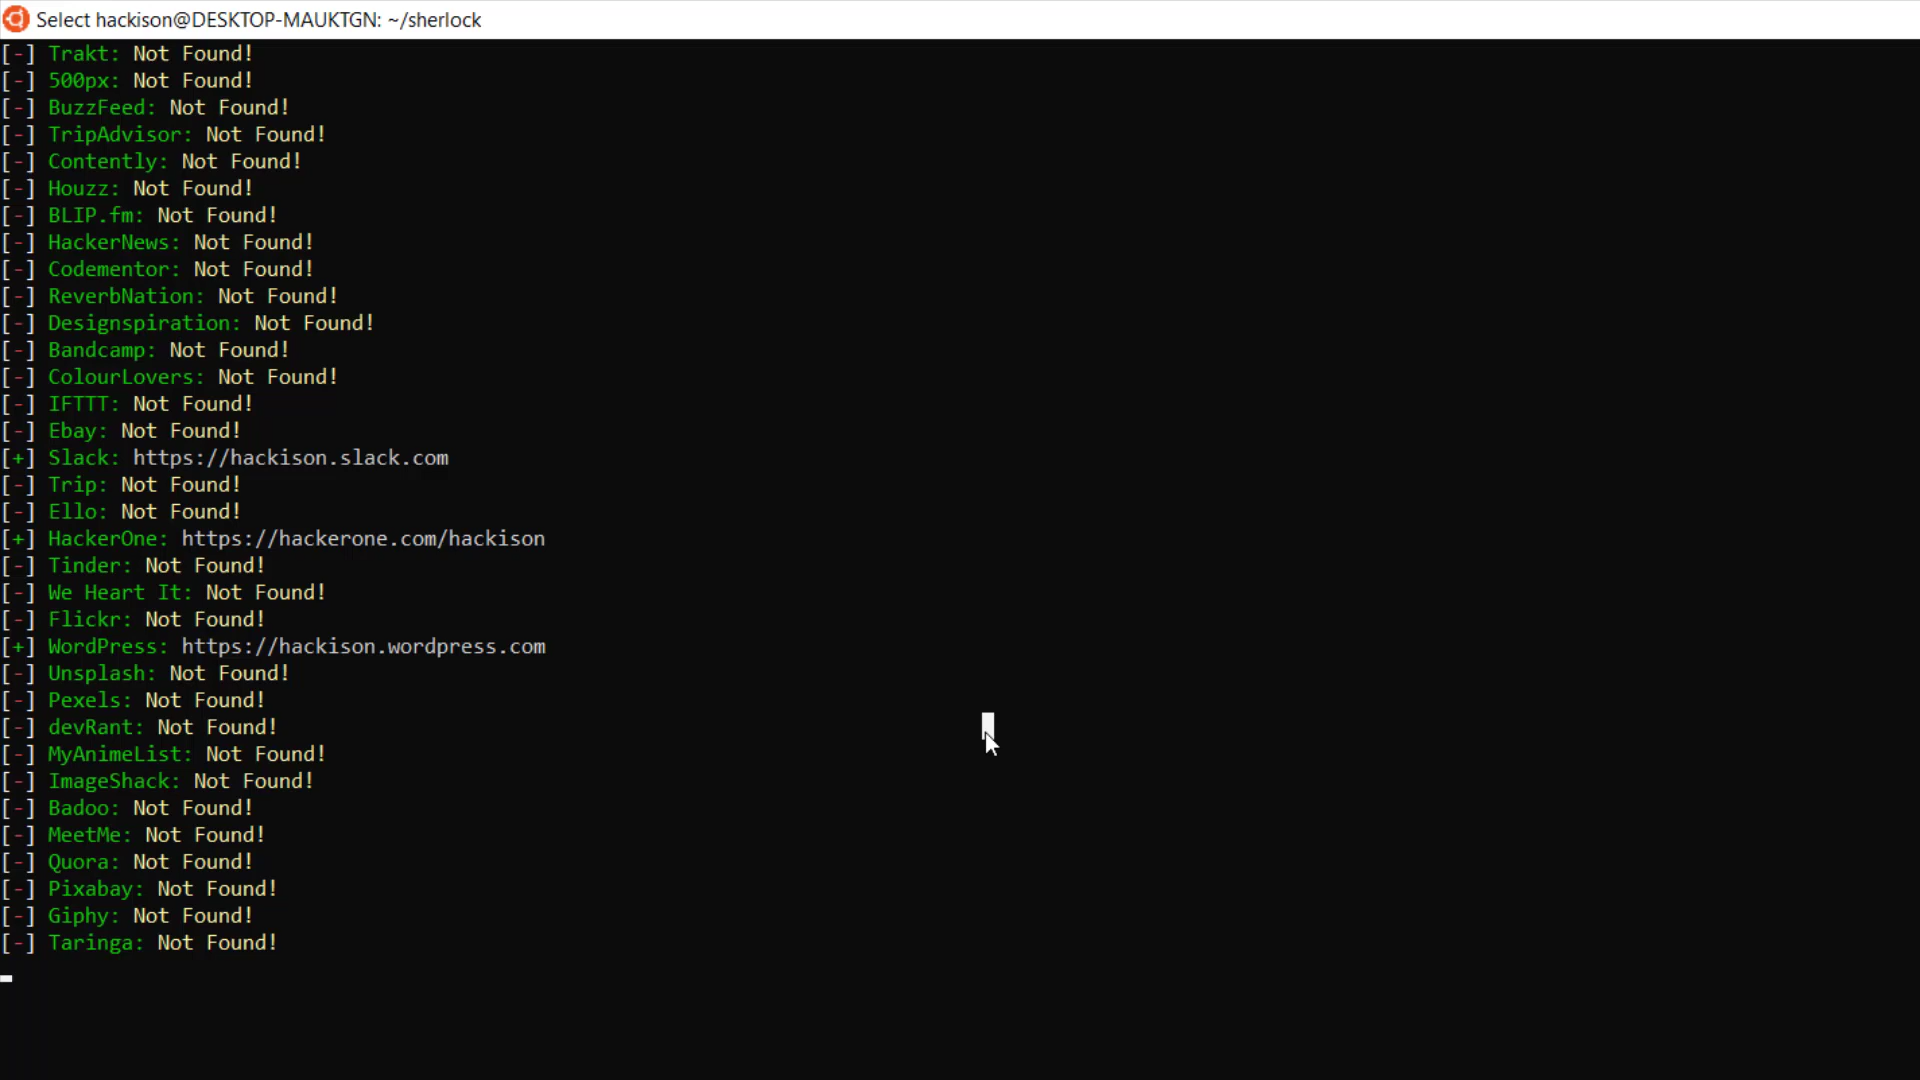 Select hackison@DESKTOP-MAUKTGN: ~/sherlock
[-] Trakt: Not Found!
[-] 500px: Not Found!
[-] BuzzFeed: Not Found!
[-] TripAdvisor: Not Found!
[-] Contently: Not Found!
[-] Houzz: Not Found!
[-] BLIP.fm: Not Found!
[-] HackerNews: Not Found!
[-] Codementor: Not Found!
[-] ReverbNation: Not Found!
[-] Designspiration: Not Found!
[-] Bandcamp: Not Found!
[-] ColourLovers: Not Found!
[-] IFTTT: Not Found!
[-] Ebay: Not Found!
[+] Slack: https://hackison.slack.com
[-] Trip: Not Found!
[-] Ello: Not Found!
[+] HackerOne: https://hackerone.com/hackison
[-] Tinder: Not Found!
[-] We Heart It: Not Found!
[-] Flickr: Not Found!
[+] WordPress: https://hackison.wordpress.com
[-] Unsplash: Not Found!
[-] Pexels: Not Found!
[-] devRant: Not Found!
[-] MyAnimeList: Not Found!
[-] ImageShack: Not Found!
[-] Badoo: Not Found!
[-] MeetMe: Not Found!
[-] Quora: Not Found!
[-] Pixabay: Not Found!
[-] Giphy: Not Found!
[-] Taringa: Not Found!